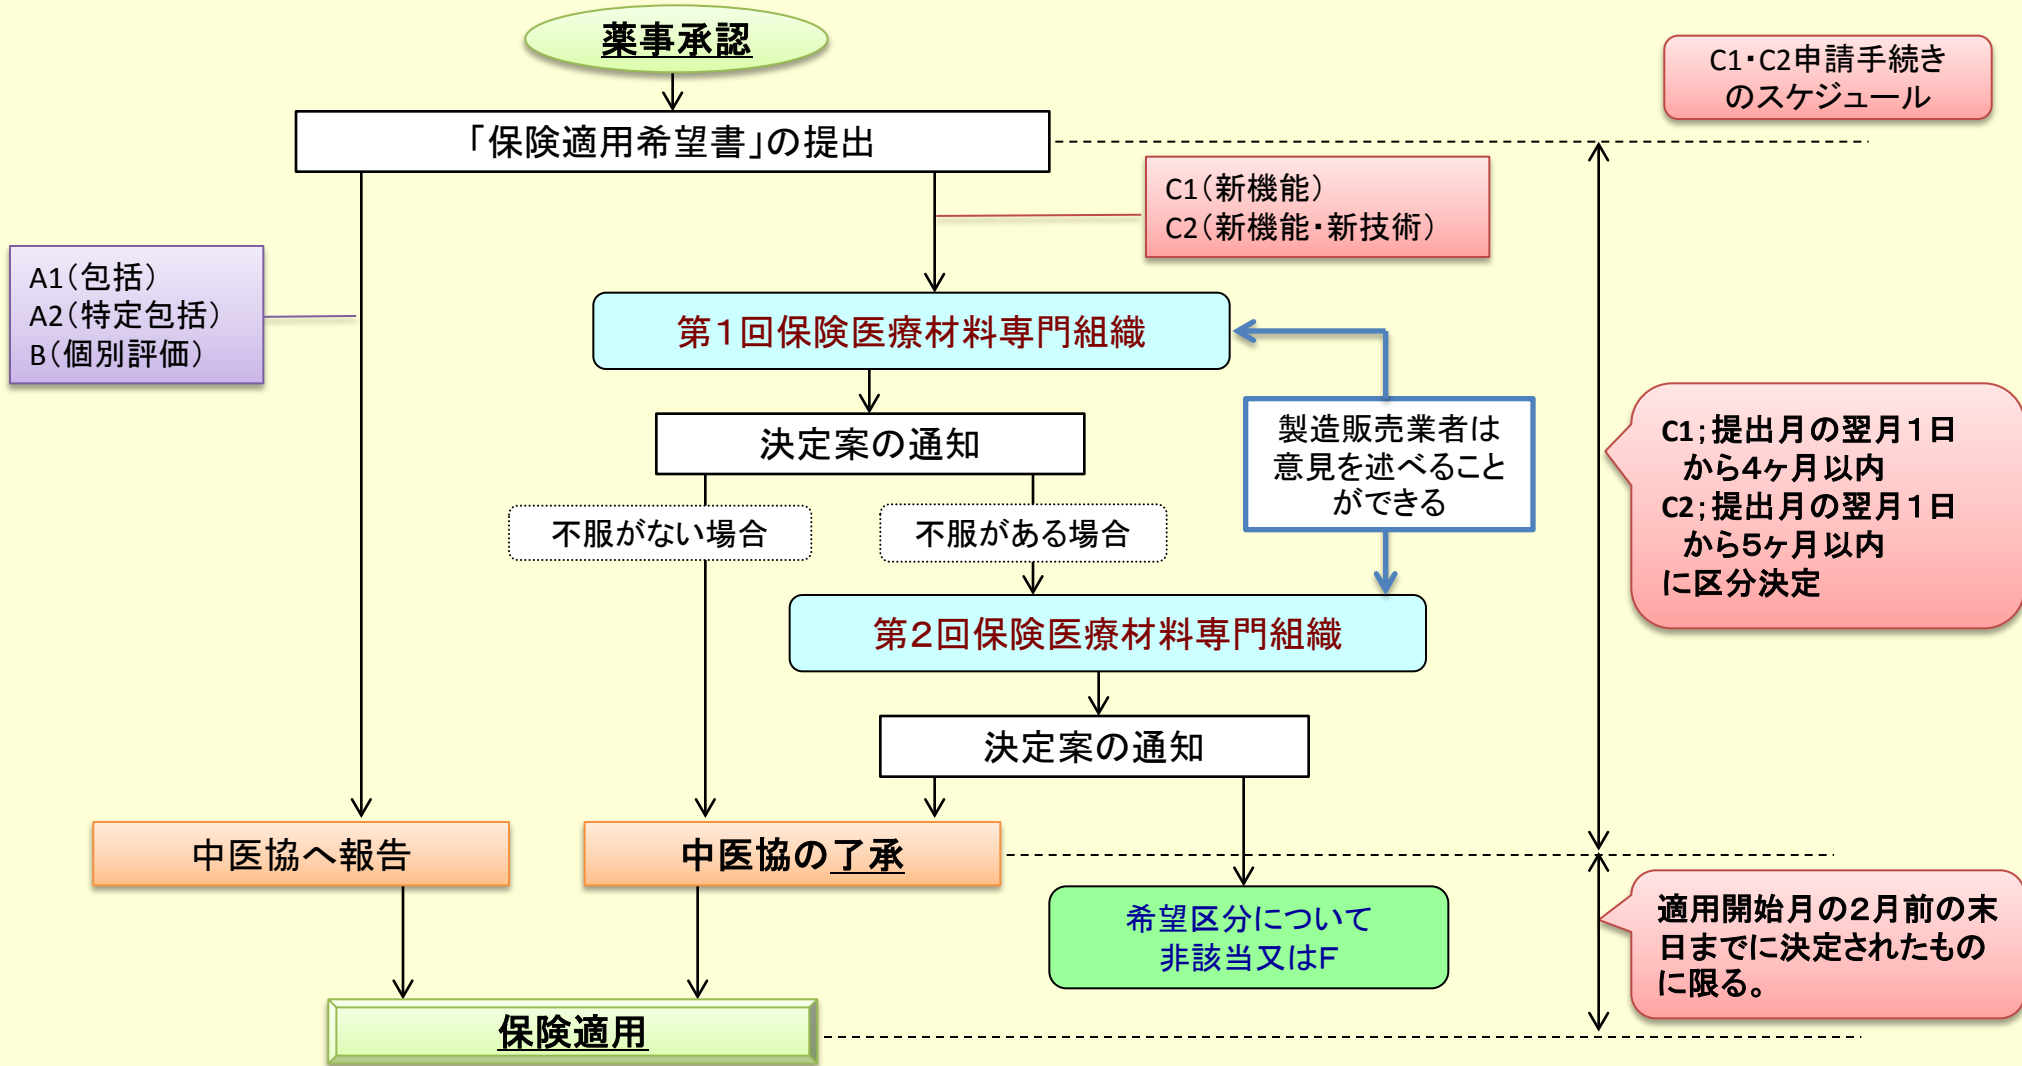 薬事承認
C1・C2申請手続き
のスケジュール
「保険適用希望書」の提出
C1（新機能）
C2（新機能・新技術）
A1（包括）
A2（特定包括）
B（個別評価）
第１回保険医療材料専門組織
決定案の通知
製造販売業者は
意見を述べること
ができる
C1；提出月の翌月１日
から４ヶ月以内
C2；提出月の翌月１日
から５ヶ月以内
に区分決定
不服がない場合
不服がある場合
第２回保険医療材料専門組織
決定案の通知
中医協へ報告
中医協の了承
希望区分について
非該当又はＦ
適用開始月の２月前の末
日までに決定されたもの
に限る。
保険適用